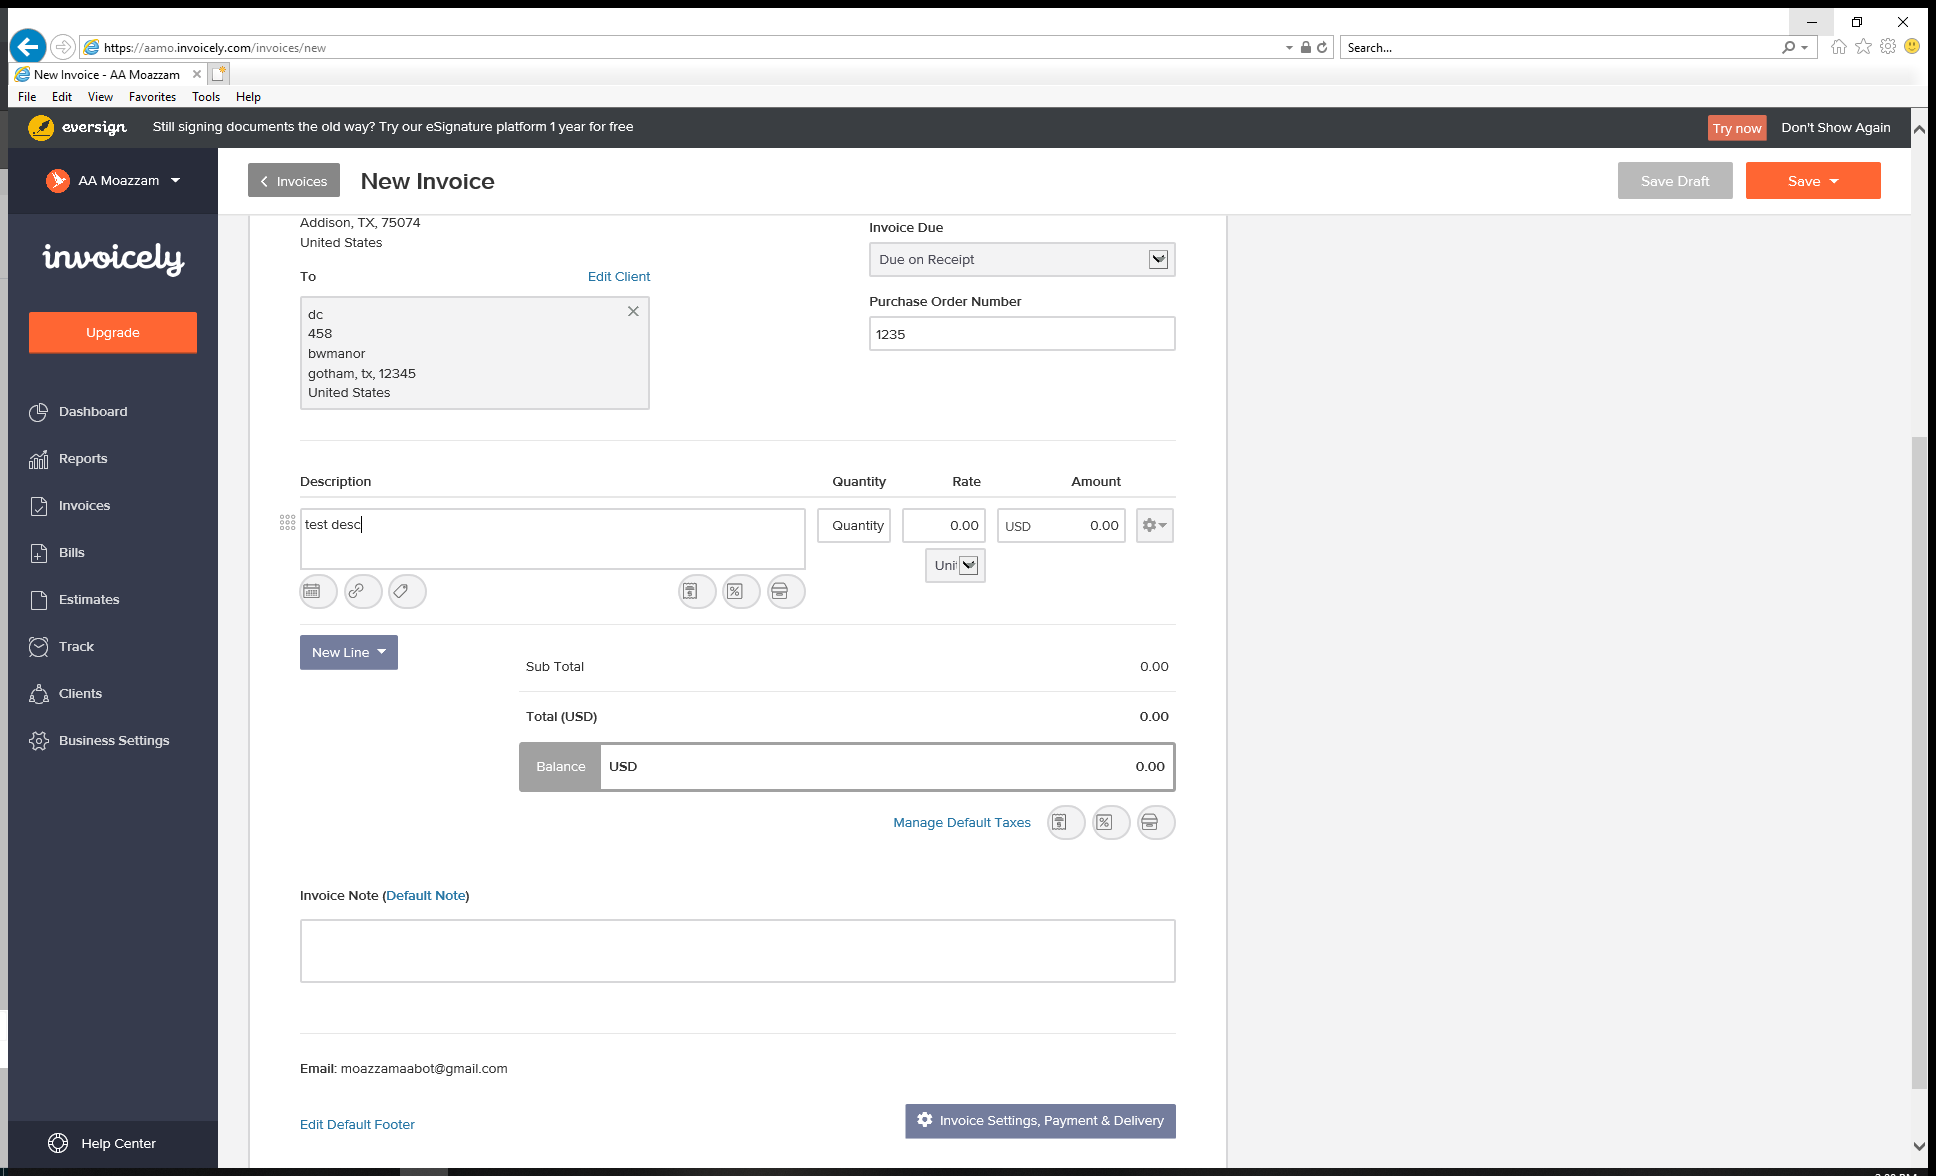 https://aamo.invoicely.com/invoices/new
Search...
New Invoice - AA Moazzam
File Edit View Favorites Tools Help
eversign Still signing documents the old way? Try our eSignature platform 1 year for free Try now Don't Show Again
AA Moazzam
Invoices
New Invoice
Save Draft
Save
invoicely
Upgrade
Dashboard
Reports
Invoices
Bills
Estimates
Track
Clients
Business Settings
Help Center
Addison, TX, 75074
United States
To Edit Client
dc
458
bwmanor
gotham, tx, 12345
United States
Invoice Due
Due on Receipt
Purchase Order Number
1235
Description Quantity Rate Amount
test desc Quantity 0.00 USD 0.00
Uni
New Line
Sub Total 0.00
Total (USD) 0.00
Balance USD 0.00
Manage Default Taxes
Invoice Note (Default Note)
Email: moazzamaabot@gmail.com
Edit Default Footer
Invoice Settings, Payment & Delivery